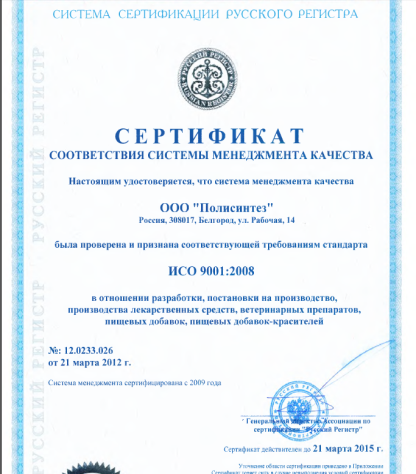 СИСТЕМА СЕРТИФИКАЦИИ РУССКОГО РЕГИСТРА
РУССКИЙ РЕГИСТР
СЕРТИФИКАТ
СООТВЕТСТВИЯ СИСТЕМЫ МЕНЕДЖМЕНТА КАЧЕСТВА
Настоящим удостоверяется, что система менеджмента качества
ООО "Полисинтез"
Россия, 308017, Белгород, ул. Рабочая, 14
была проверена и признана соответствующей требованиям стандарта
ИСО 9001:2008
в отношении разработки, постановки на производство,
производства лекарственных средств, ветеринарных препаратов,
пищевых добавок, пищевых добавок-красителей
№: 12.0233.026
от 21 марта 2012 г.
Система менеджмента сертифицирована с 2009 года
Генеральный директор Ассоциации по
сертификации "Русский Регистр"
Сертификат действителен до 21 марта 2015 г.
Уточнение области сертификации приведено в Приложении
РУССКИЙ РЕГИСТР
РУССКИЙ РЕГИСТР